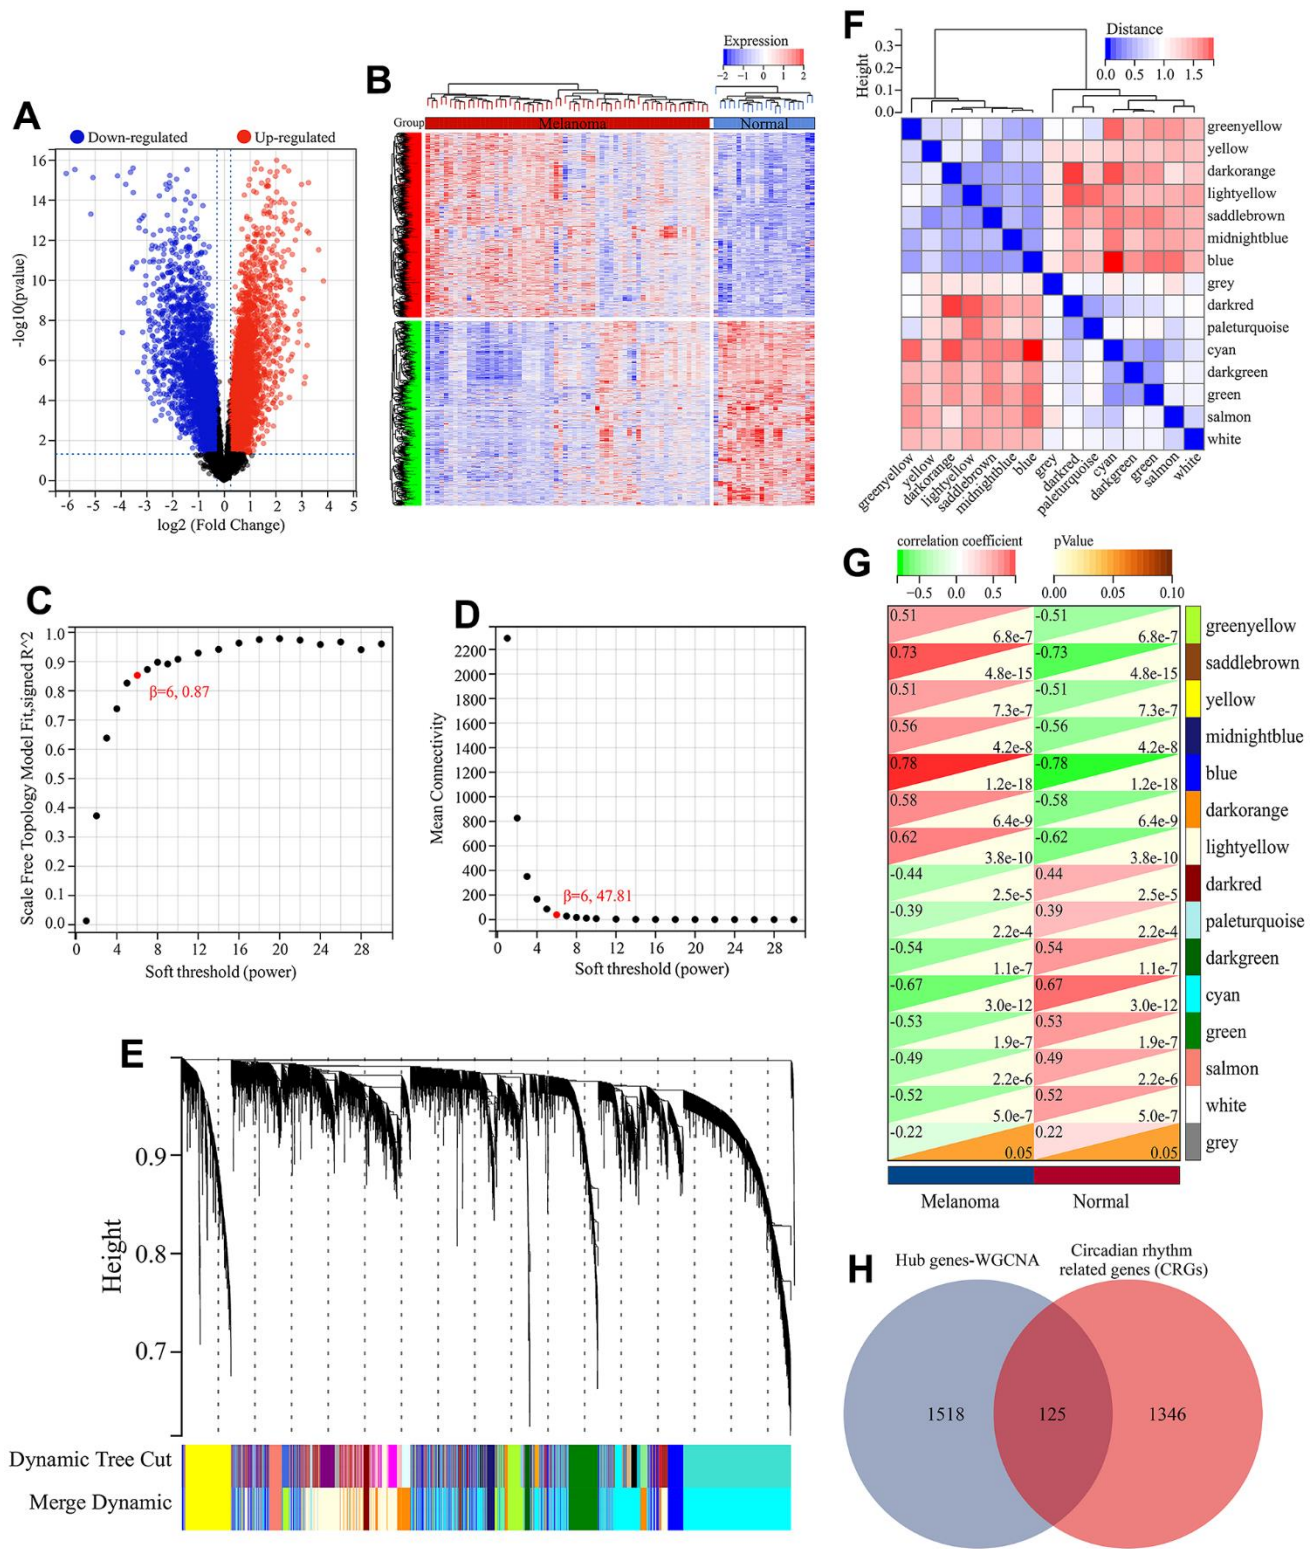 A
Down-regulated
Up-regulated
-log10(pvalue)
16
14
12
10
8
6
4
2
0
-6 -5 -4 -3 -2 -1 0 1 2 3 4 5
log2 (Fold Change)
B
Expression
−2 −1 0 1 2
Group
Melanoma
Normal
C
Scale Free Topology Model Fit,signed R^2
1.0
0.9
0.8
0.7
0.6
0.5
0.4
0.3
0.2
0.1
0.0
β=6, 0.87
0 4 8 12 16 20 24 28
Soft threshold (power)
D
Mean Connectivity
2200
2000
1800
1600
1400
1200
1000
800
600
400
200
0
β=6, 47.81
0 4 8 12 16 20 24 28
Soft threshold (power)
E
Height
0.9
0.8
0.7
Dynamic Tree Cut
Merge Dynamic
F
Height
0.3
0.2
0.1
0.0
Distance
0.0 0.5 1.0 1.5
greenyellow
yellow
darkorange
lightyellow
saddlebrown
midnightblue
blue
grey
darkred
paleturquoise
cyan
darkgreen
green
salmon
white
greenyellow
yellow
darkorange
lightyellow
saddlebrown
midnightblue
blue
grey
darkred
paleturquoise
cyan
darkgreen
green
salmon
white
G
correlation coefficient
−0.5 0.0 0.5
pValue
0.00 0.05 0.10
0.51 6.8e-7 -0.51 6.8e-7 greenyellow
0.73 4.8e-15 -0.73 4.8e-15 saddlebrown
0.51 7.3e-7 -0.51 7.3e-7 yellow
0.56 4.2e-8 -0.56 4.2e-8 midnightblue
0.78 1.2e-18 -0.78 1.2e-18 blue
0.58 6.4e-9 -0.58 6.4e-9 darkorange
0.62 3.8e-10 -0.62 3.8e-10 lightyellow
-0.44 2.5e-5 0.44 2.5e-5 darkred
-0.39 2.2e-4 0.39 2.2e-4 paleturquoise
-0.54 1.1e-7 0.54 1.1e-7 darkgreen
-0.67 3.0e-12 0.67 3.0e-12 cyan
-0.53 1.9e-7 0.53 1.9e-7 green
-0.49 2.2e-6 0.49 2.2e-6 salmon
-0.52 5.0e-7 0.52 5.0e-7 white
-0.22 0.05 0.22 0.05 grey
Melanoma Normal
H
Hub genes-WGCNA
Circadian rhythm
related genes (CRGs)
1518
125
1346